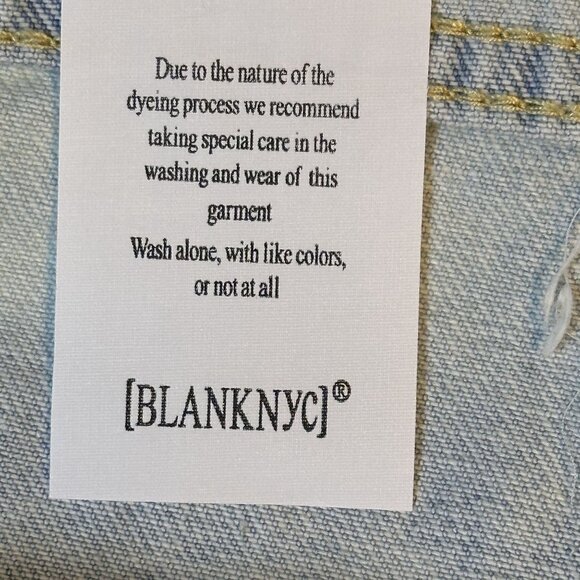 Due to the nature of the
dyeing process we recommend
taking special care in the
washing and wear of this
garment
Wash alone, with like colors,
or not at all
[BLANKNYC]®